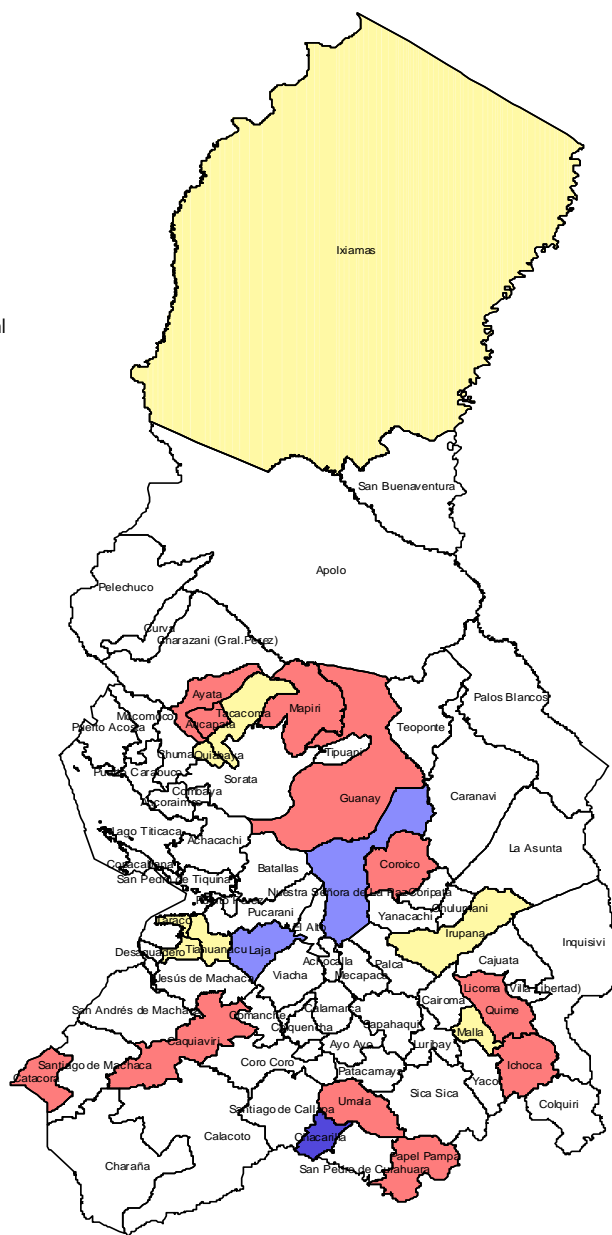 Ixiamas
al
San Buenaventura
Apolo
Pelechuco
Curva
Charazani (Gral.Perez)
Ayata
Palos Blancos
Tacacoma
Mapiri
Mocomoco
Aucapata
Puerto Acosta
Teoponte
Chuma
Quiabaya
Tipuani
Puerto Carabuco
Sorata
Caranavi
Combaya
Guanay
Ancoraimes
Lago Titicaca
Achacachi
La Asunta
Copacabana
Batallas
Coroico
San Pedro de Tiquina
Nuestra Señora de La Paz
Coripata
Puerto Perez
Chulumani
Pucarani
Yanacachi
Taraco
El Alto
Irupana
Inquisivi
Desaguadero
Tiahuanacu
Laja
Achocalla
Palca
Cajuata
Jesús de Machaca
Viacha
Mecapaca
Licoma
Villa Libertad)
San Andrés de Machaca
Comanche
Calamarca
Cairoma
Quime
Caquingora
Sapahaqui
Malla
Caquiaviri
Ayo Ayo
Luribay
Santiago de Machaca
Coro Coro
Ichoca
Catacora
Patacamaya
Yaco
Sica Sica
Umala
Colquiri
Santiago de Callapa
Calacoto
Chacarilla
Papel Pampa
Charaña
San Pedro de Curahuara